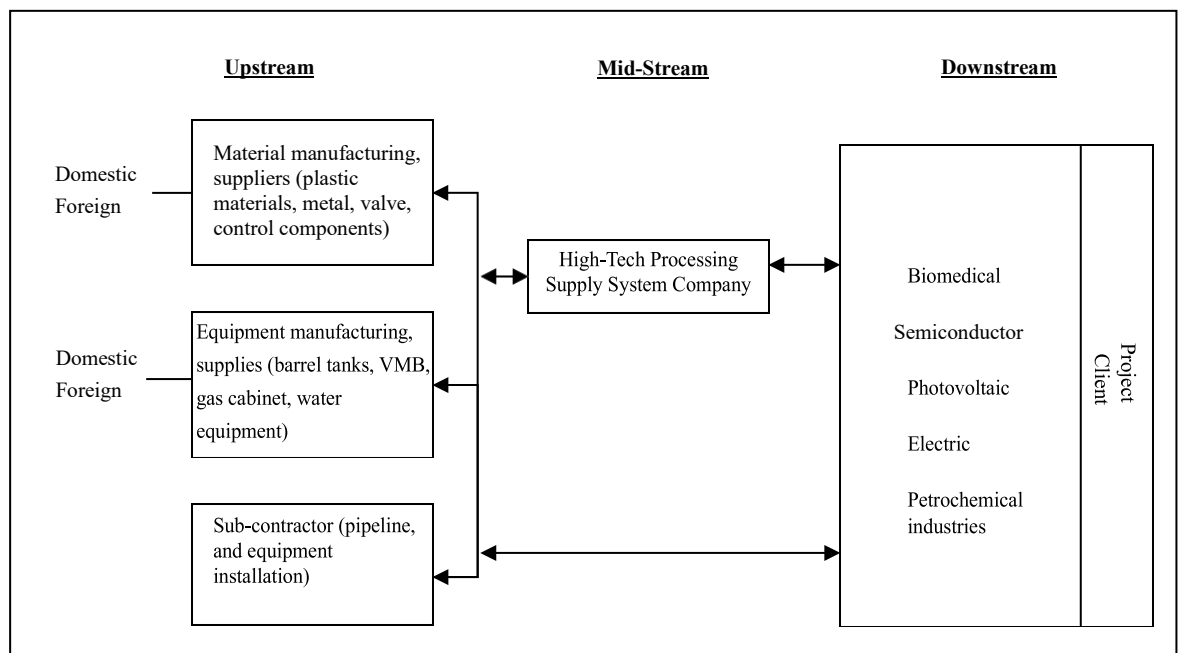 Upstream
Mid-Stream
Downstream
Domestic
Foreign
Material manufacturing,
suppliers (plastic
materials, metal, valve,
control components)
Domestic
Foreign
Equipment manufacturing,
supplies (barrel tanks, VMB,
gas cabinet, water
equipment)
Sub-contractor (pipeline,
and equipment
installation)
High-Tech Processing
Supply System Company
Biomedical
Semiconductor
Photovoltaic
Electric
Petrochemical
industries
Project
Client